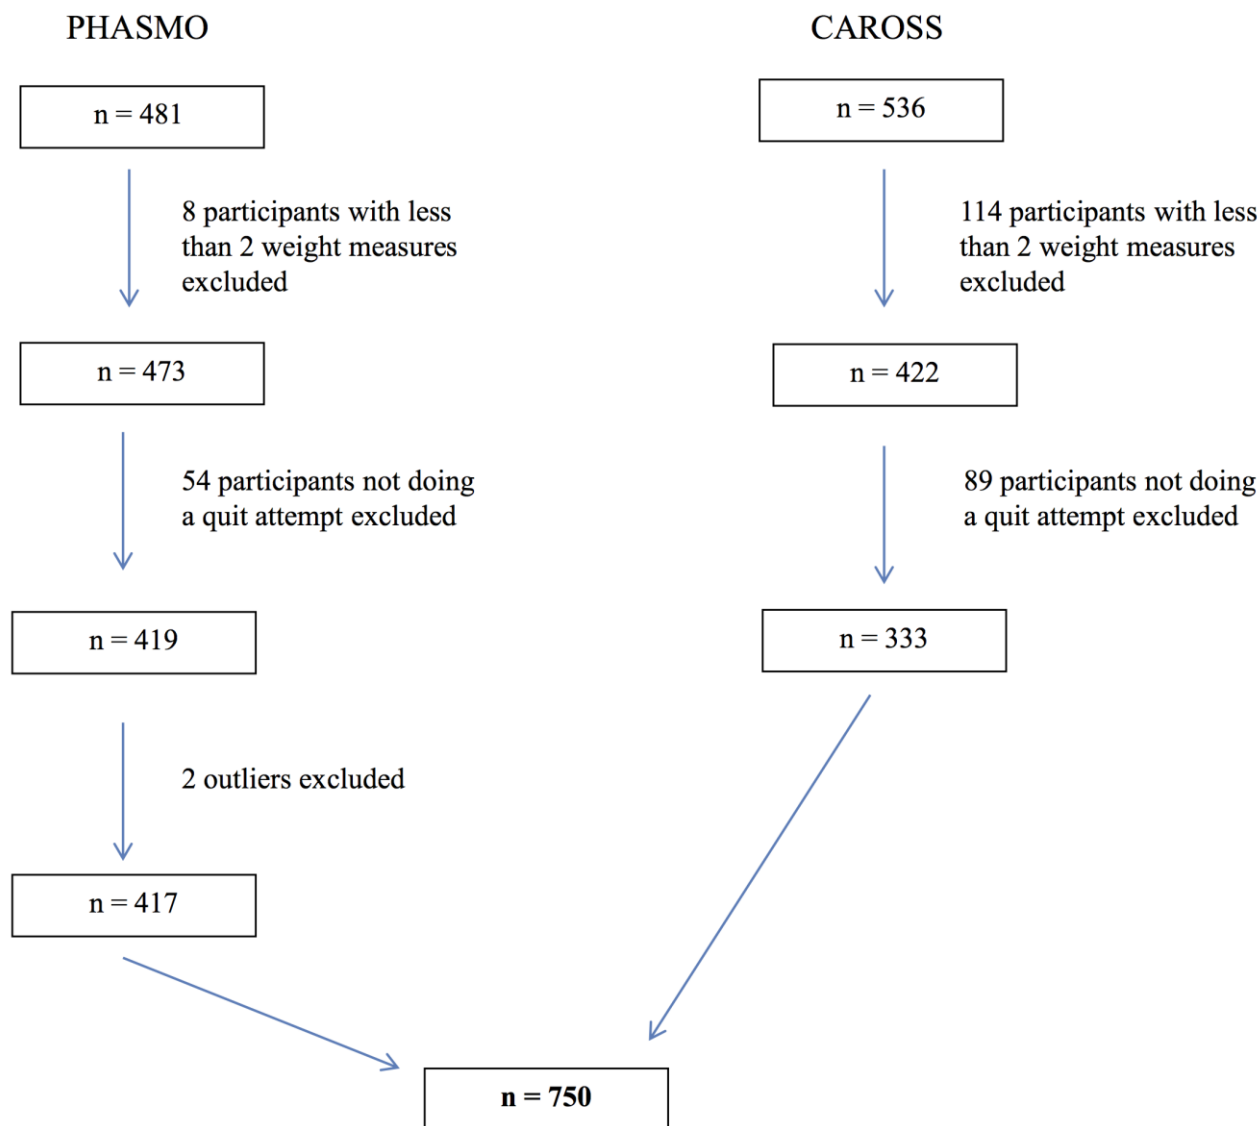 PHASMO
n = 481
8 participants with less
than 2 weight measures
excluded
n = 473
54 participants not doing
a quit attempt excluded
n = 419
2 outliers excluded
n = 417
CAROSS
n = 536
114 participants with less
than 2 weight measures
excluded
n = 422
89 participants not doing
a quit attempt excluded
n = 333
n = 750